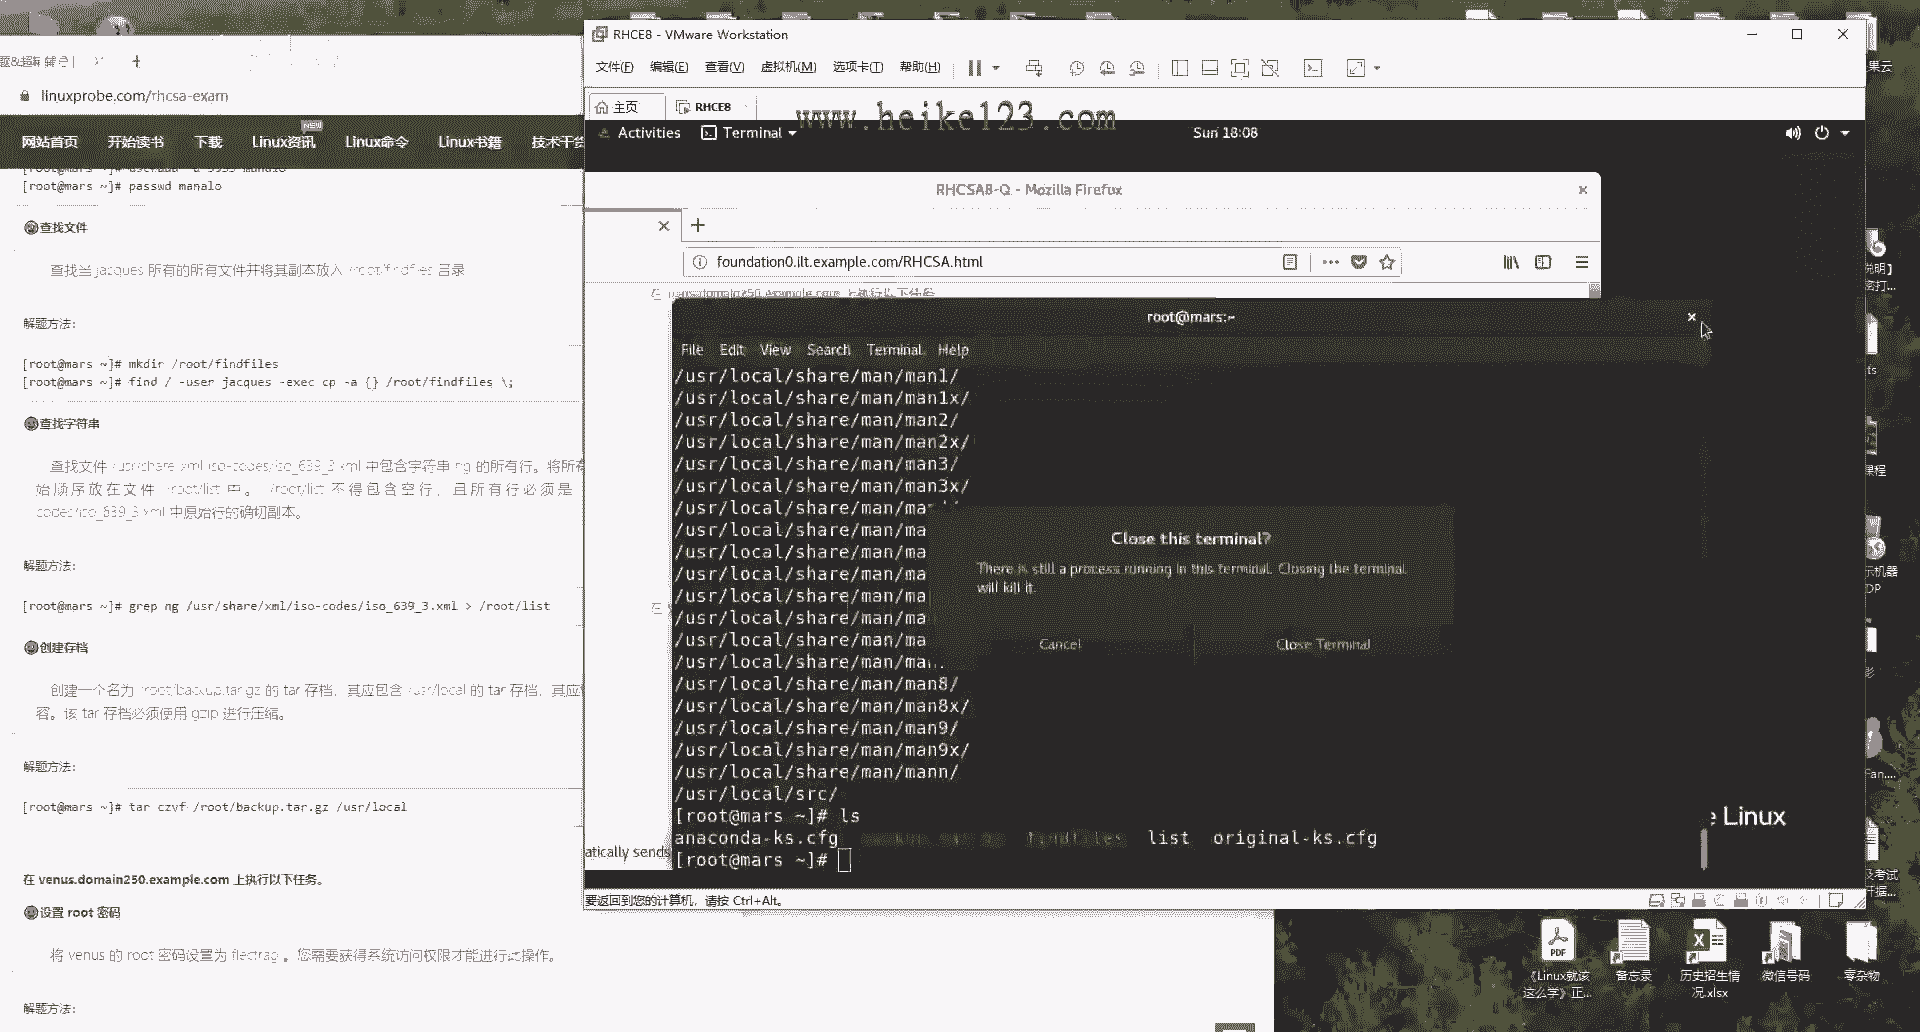 linuxprobe.com/rhcsa-exam
网站首页 开始读书 下载 Linux资讯 NEW Linux命令 Linux书籍
[root@mars ~]# passwd manalo
查找文件
查找当 jacques 所有的所有文件并将其副本放入 /root/findfiles 目录
解题方法:
[root@mars ~]# mkdir /root/findfiles
[root@mars ~]# find / -user jacques -exec cp -a {} /root/findfiles \;
查找字符串
查找文件 /usr/share/xml/iso-codes/iso_639_3.xml 中包含字符串 ng 的所有行。将所有
始顺序放在文件 /root/list 中。 /root/list 不得包含空行，且所有行必须是
codes/iso_639_3.xml 中原始行的确切副本。
解题方法:
[root@mars ~]# grep ng /usr/share/xml/iso-codes/iso_639_3.xml > /root/list
创建存档
创建一个名为 /root/backup.tar.gz 的 tar 存档，其应包含 /usr/local 的 tar 存档，其应
容。该 tar 存档必须使用 gzip 进行压缩。
解题方法:
[root@mars ~]# tar czvf /root/backup.tar.gz /usr/local
在 venus.domain250.example.com 上执行以下任务。
设置 root 密码
将 venus 的 root 密码设置为 flectrag 。您需要获得系统访问权限才能进行此操作。
解题方法:
RHCE8 - VMware Workstation
文件(F) 编辑(E) 查看(V) 虚拟机(M) 选项卡(T) 帮助(H)
主页 RHCE8
www.heike123.com
Activities Terminal Sun 18:08
RHCSA8-Q - Mozilla Firefox
foundation0.ilt.example.com/RHCSA.html
root@mars:~
File Edit View Search Terminal Help
/usr/local/share/man/man1/
/usr/local/share/man/man1x/
/usr/local/share/man/man2/
/usr/local/share/man/man2x/
/usr/local/share/man/man3/
/usr/local/share/man/man3x/
/usr/local/share/man/ma
/usr/local/share/man/ma
/usr/local/share/man/ma
/usr/local/share/man/ma
/usr/local/share/man/ma
/usr/local/share/man/ma
/usr/local/share/man/ma
/usr/local/share/man/man
/usr/local/share/man/man8/
/usr/local/share/man/man8x/
/usr/local/share/man/man9/
/usr/local/share/man/man9x/
/usr/local/share/man/mann/
/usr/local/src/
[root@mars ~]# ls
anaconda-ks.cfg findfiles list original-ks.cfg
[root@mars ~]#
Close this terminal?
There is still a process running in this terminal. Closing the terminal
will kill it.
Cancel Close Terminal
atically sends
e Linux
要返回到您的计算机，请按 Ctrl+Alt。
PDF
《Linux就该
这么学》正...
备忘录
历史招生情
况.xlsx
微信号码
零杂物